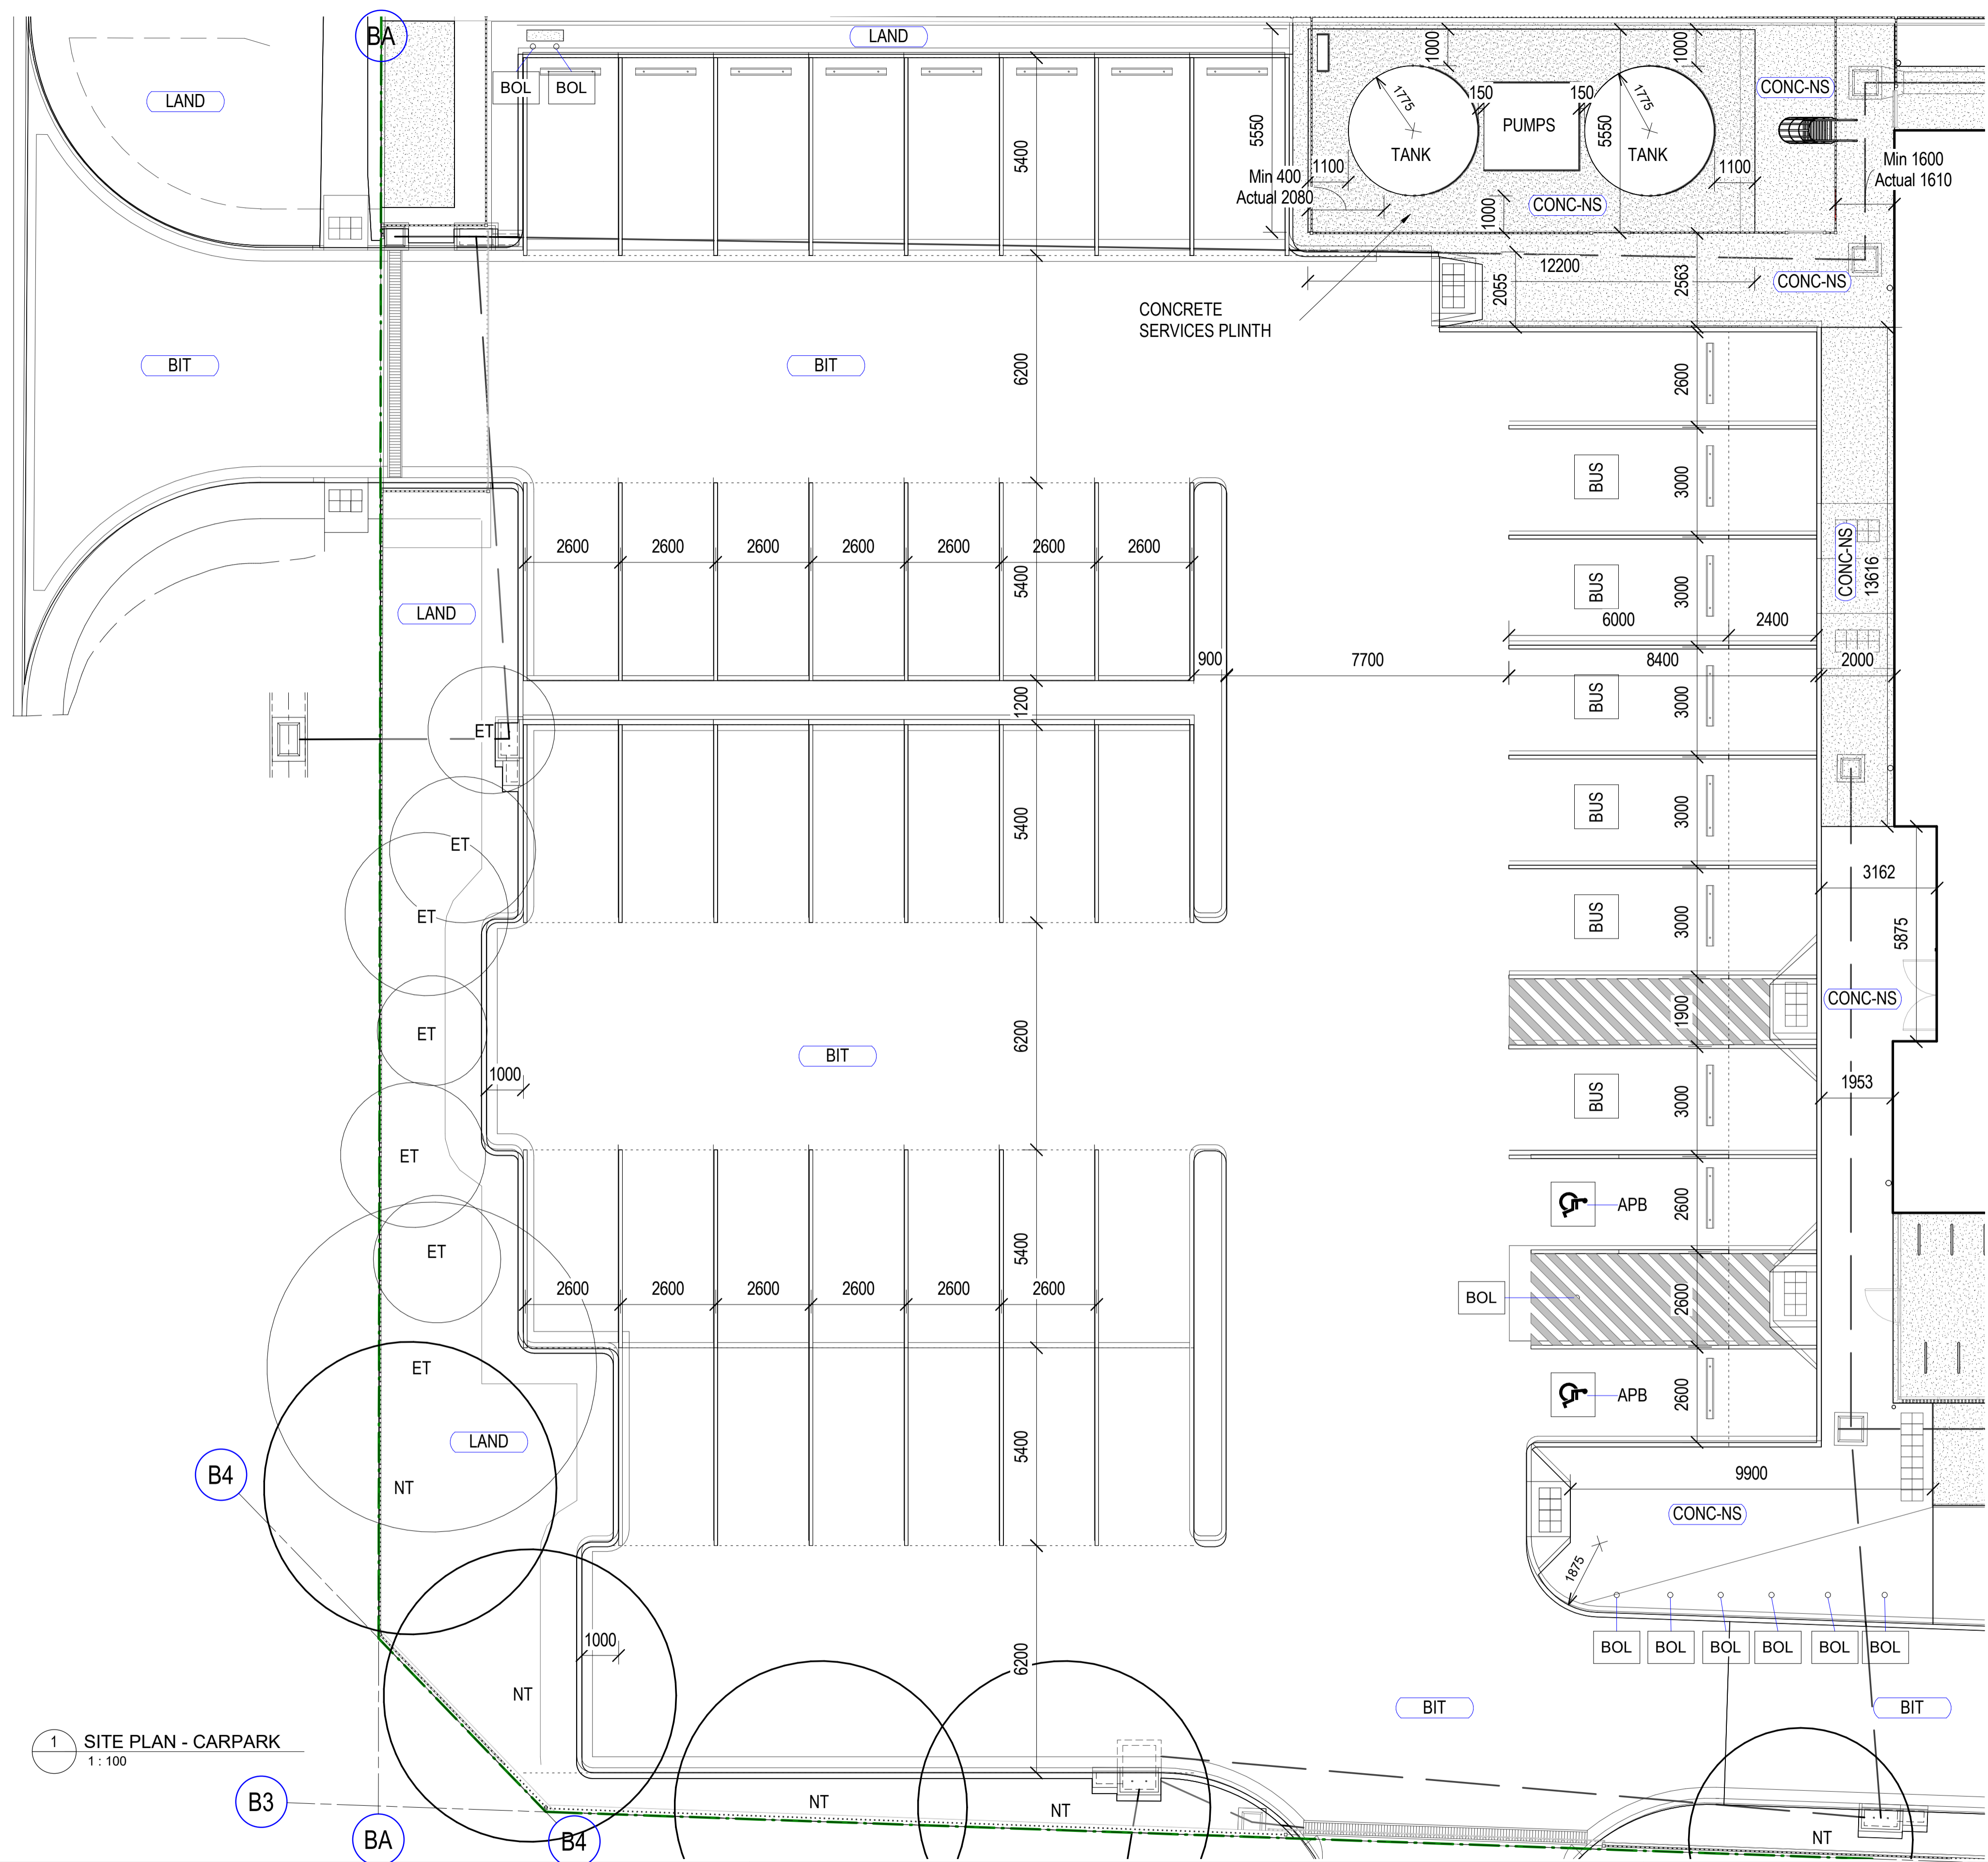 BA
LAND
LAND
BOL
BOL
1000
1000
CONC-NS
1775
150
150
1775
PUMPS
TANK
TANK
5400
5550
5550
1100
1100
Min 400
Actual 2080
Min 1600
Actual 1610
1000
CONC-NS
12200
2055
2563
CONC-NS
CONCRETE
SERVICES PLINTH
BIT
BIT
6200
2600
BUS
3000
2600
2600
2600
2600
2600
2600
2600
5400
CONC-NS
13616
BUS
3000
LAND
6000
2400
900
7700
8400
2000
1200
BUS
3000
ET
5400
BUS
3000
ET
3162
ET
BUS
3000
5875
ET
6200
BIT
1900
CONC-NS
1000
BUS
3000
1953
ET
APB
2600
ET
5400
2600
2600
2600
2600
2600
2600
BOL
2600
ET
APB
2600
LAND
5400
B4
9900
NT
CONC-NS
1875
1000
6200
BOL
BOL
BOL
BOL
BOL
BOL
NT
BIT
BIT
1
SITE PLAN - CARPARK
1 : 100
B3
NT
NT
NT
BA
B4